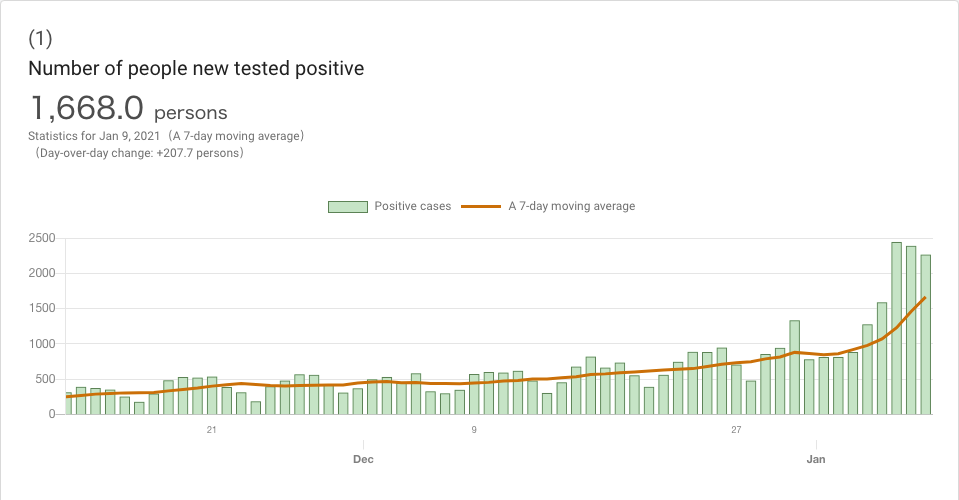 (1)
Number of people new tested positive
1,668.0 persons
Statistics for Jan 9, 2021 （A 7-day moving average）
（Day-over-day change: +207.7 persons）
Positive cases A 7-day moving average
2500
2000
1500
1000
500
0
21 9 27
Dec Jan